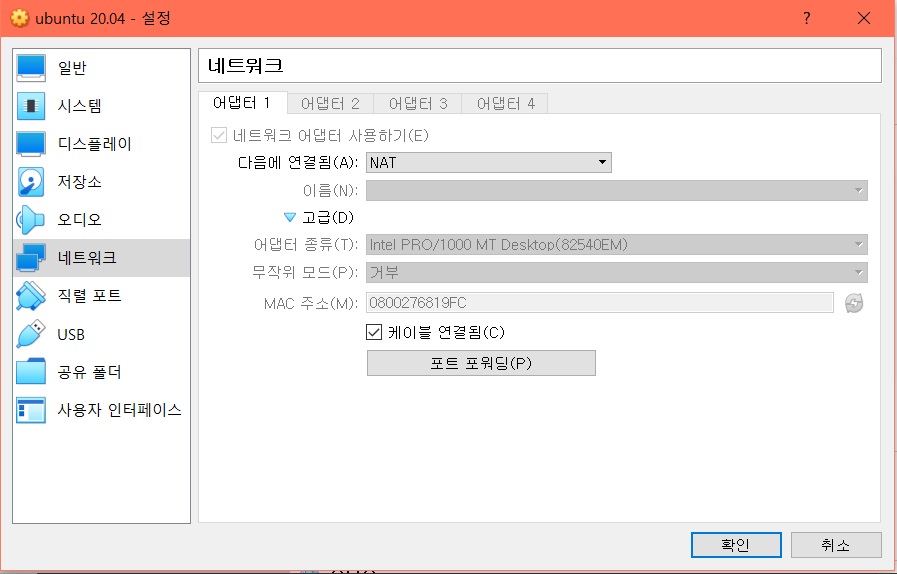 ubuntu 20.04 - 설정 ?
일반
시스템
디스플레이
저장소
오디오
네트워크
직렬 포트
USB
공유 폴더
사용자 인터페이스
네트워크
어댑터 1 어댑터 2 어댑터 3 어댑터 4
네트워크 어댑터 사용하기(E)
다음에 연결됨(A): NAT
이름(N):
고급(D)
어댑터 종류(T): Intel PRO/1000 MT Desktop(82540EM)
무작위 모드(P): 거부
MAC 주소(M): 0800276819FC
케이블 연결됨(C)
포트 포워딩(P)
확인 취소